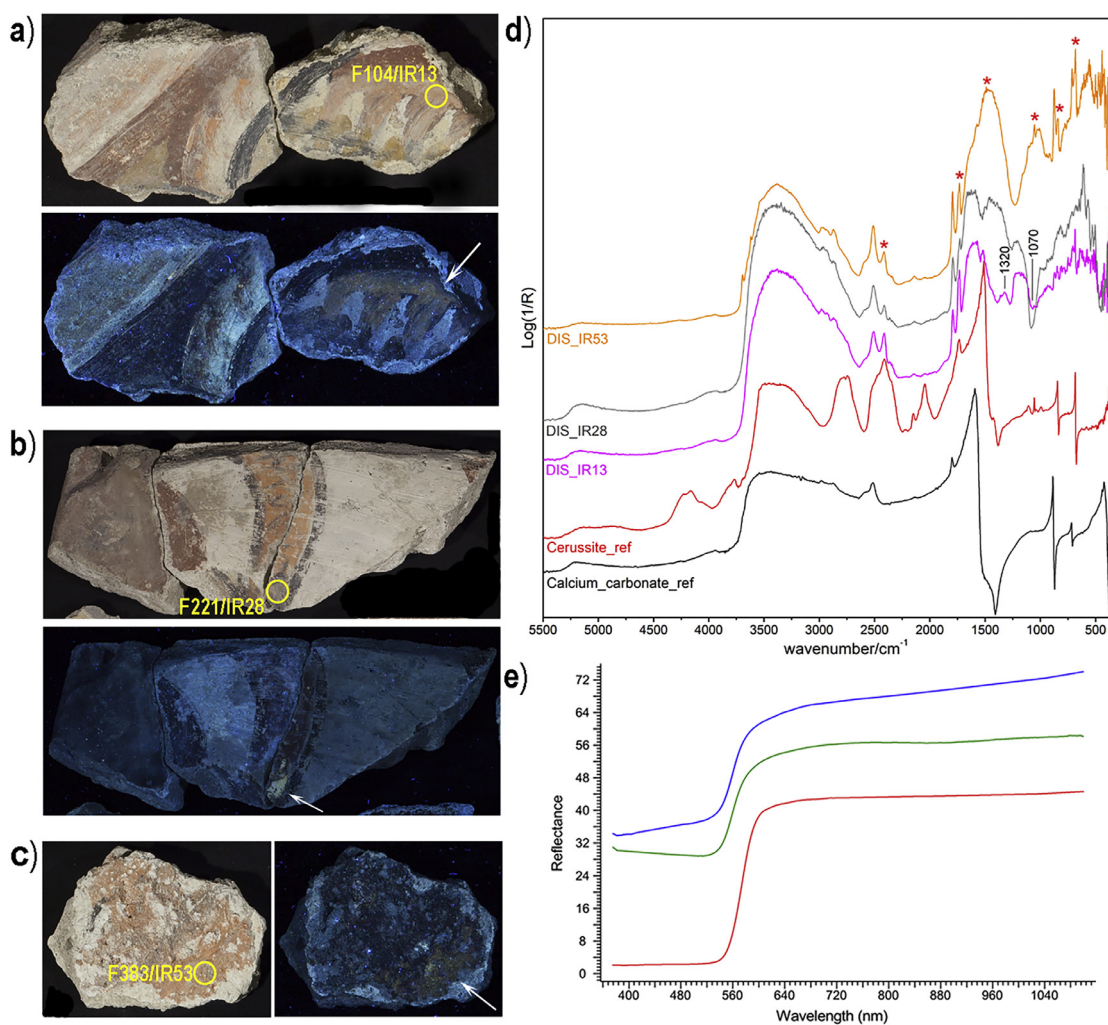 a)
F104/IR13
b)
F221/IR28
c)
F383/IR53
d)
Log(1/R)
* * * * * *
1320
1070
DIS_IR53
DIS_IR28
DIS_IR13
Cerussite_ref
Calcium_carbonate_ref
5500 5000 4500 4000 3500 3000 2500 2000 1500 1000 500
wavenumber/cm-1
e)
Reflectance
72
64
56
48
40
32
24
16
8
0
400 480 560 640 720 800 880 960 1040
Wavelength (nm)